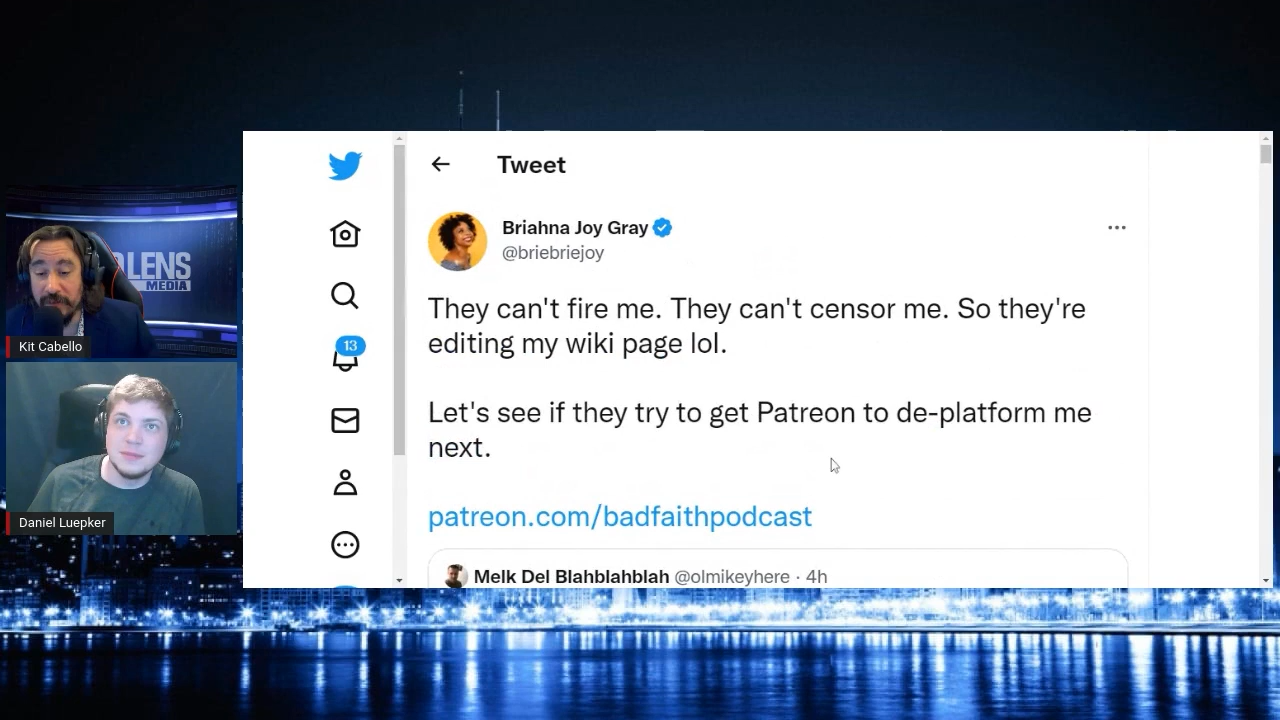 Tweet
Briahna Joy Gray
@briebriejoy
They can't fire me. They can't censor me. So they're
editing my wiki page lol.
Let's see if they try to get Patreon to de-platform me
next.
patreon.com/badfaithpodcast
Melk Del Blahblahblah @olmikeyhere · 4h
13
LENS
MEDIA
Kit Cabello
Daniel Luepker